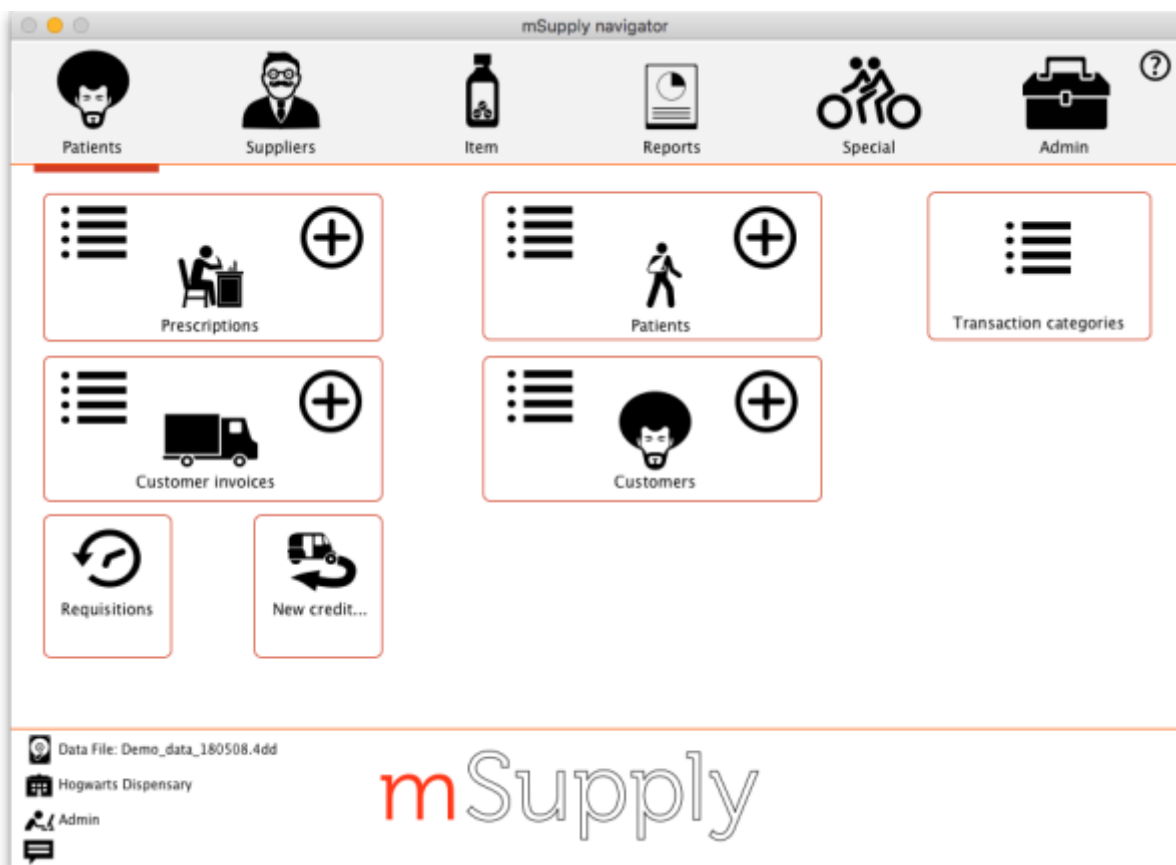 mSupply navigator
?
Patients
Suppliers
Item
Reports
Special
Admin
Prescriptions
Patients
Transaction categories
Customer invoices
Customers
Requisitions
New credit...
Data File: Demo_data_180508.4dd
Hogwarts Dispensary
Admin
mSupply